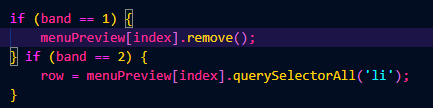 if (band == 1) {
    menuPreview[index].remove();
} if (band == 2) {
    row = menuPreview[index].querySelectorAll('li');
}